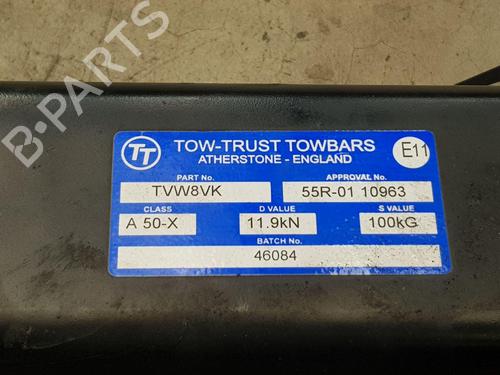 TT
TOW-TRUST TOWBARS
ATHERSTONE - ENGLAND
E11
PART No. APPROVAL No.
TVW8VK 55R-01 10963
CLASS D VALUE S VALUE
A 50-X 11.9kN 100kG
BATCH No.
46084
B-PARTS